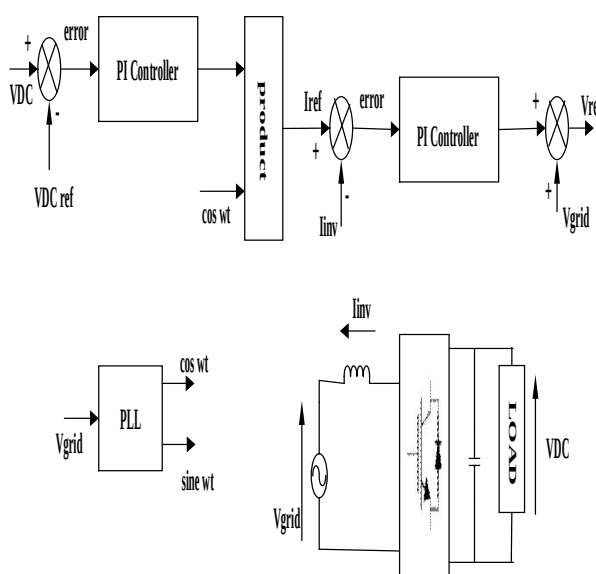 +
error
VDC
-
VDC ref
PI Controller
product
cos wt
Iref
+
error
-
Iinv
PI Controller
+
Vre
+
Vgrid
Vgrid
PLL
cos wt
sine wt
Iinv
Vgrid
LOAD
VDC